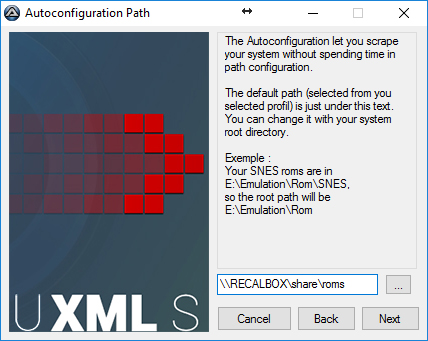 Autoconfiguration Path
The Autoconfiguration let you scrape
your system without spending time in
path configuration.
The default path (selected from you
selected profil) is just under this text.
You can change it with your system
root directory.
Exemple :
Your SNES roms are in
E:\Emulation\Rom\SNES,
so the root path will be
E:\Emulation\Rom
\\RECALBOX\share\roms
...
U XML S
Cancel
Back
Next